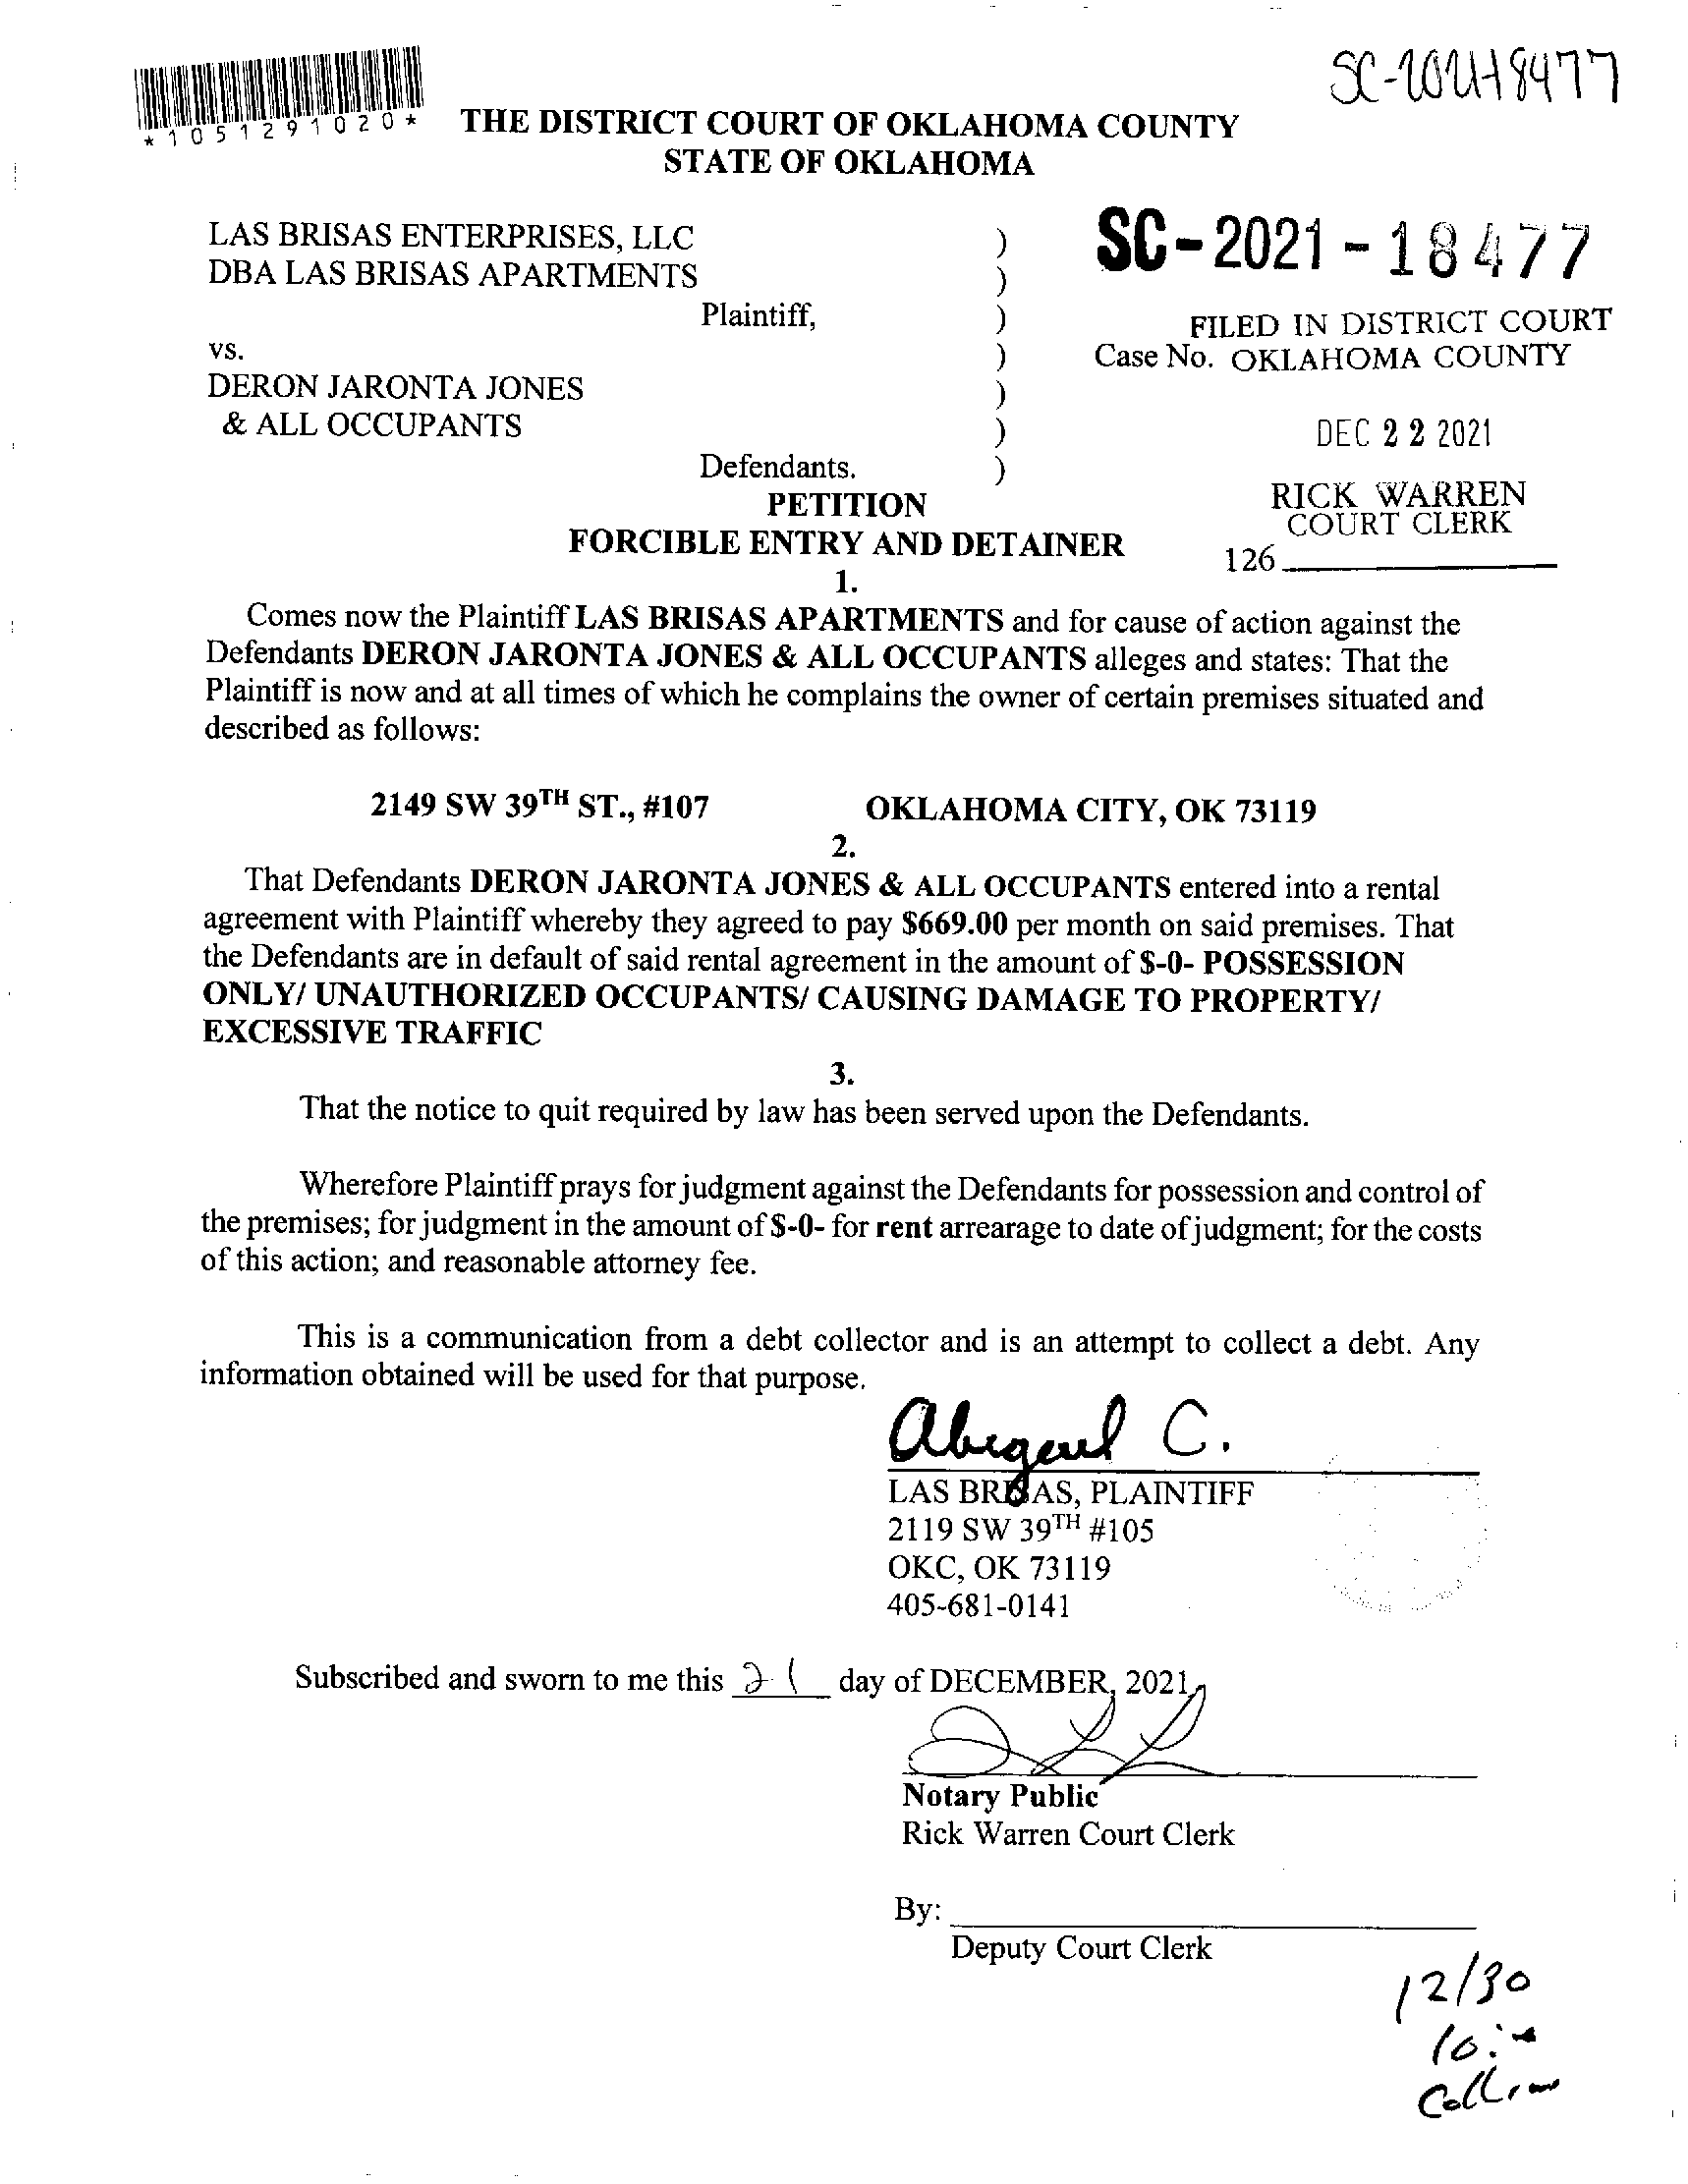 SC-2021-18477
*1051291020*
THE DISTRICT COURT OF OKLAHOMA COUNTY
STATE OF OKLAHOMA
LAS BRISAS ENTERPRISES, LLC )
DBA LAS BRISAS APARTMENTS )
Plaintiff, )
vs. )
DERON JARONTA JONES )
& ALL OCCUPANTS )
Defendants. )
SC-2021-18477
FILED IN DISTRICT COURT
Case No. OKLAHOMA COUNTY
DEC 22 2021
RICK WARREN
COURT CLERK
126
PETITION
FORCIBLE ENTRY AND DETAINER
1.
Comes now the Plaintiff LAS BRISAS APARTMENTS and for cause of action against the
Defendants DERON JARONTA JONES & ALL OCCUPANTS alleges and states: That the
Plaintiff is now and at all times of which he complains the owner of certain premises situated and
described as follows:
2149 SW 39TH ST., #107 OKLAHOMA CITY, OK 73119
2.
That Defendants DERON JARONTA JONES & ALL OCCUPANTS entered into a rental
agreement with Plaintiff whereby they agreed to pay $669.00 per month on said premises. That
the Defendants are in default of said rental agreement in the amount of $-0- POSSESSION
ONLY/ UNAUTHORIZED OCCUPANTS/ CAUSING DAMAGE TO PROPERTY/
EXCESSIVE TRAFFIC
3.
That the notice to quit required by law has been served upon the Defendants.
Wherefore Plaintiff prays for judgment against the Defendants for possession and control of
the premises; for judgment in the amount of $-0- for rent arrearage to date of judgment; for the costs
of this action; and reasonable attorney fee.
This is a communication from a debt collector and is an attempt to collect a debt. Any
information obtained will be used for that purpose.
Abigail C.
LAS BRISAS, PLAINTIFF
2119 SW 39TH #105
OKC, OK 73119
405-681-0141
Subscribed and sworn to me this 21 day of DECEMBER, 2021
Notary Public
Rick Warren Court Clerk
By:
Deputy Court Clerk
12/30
10: